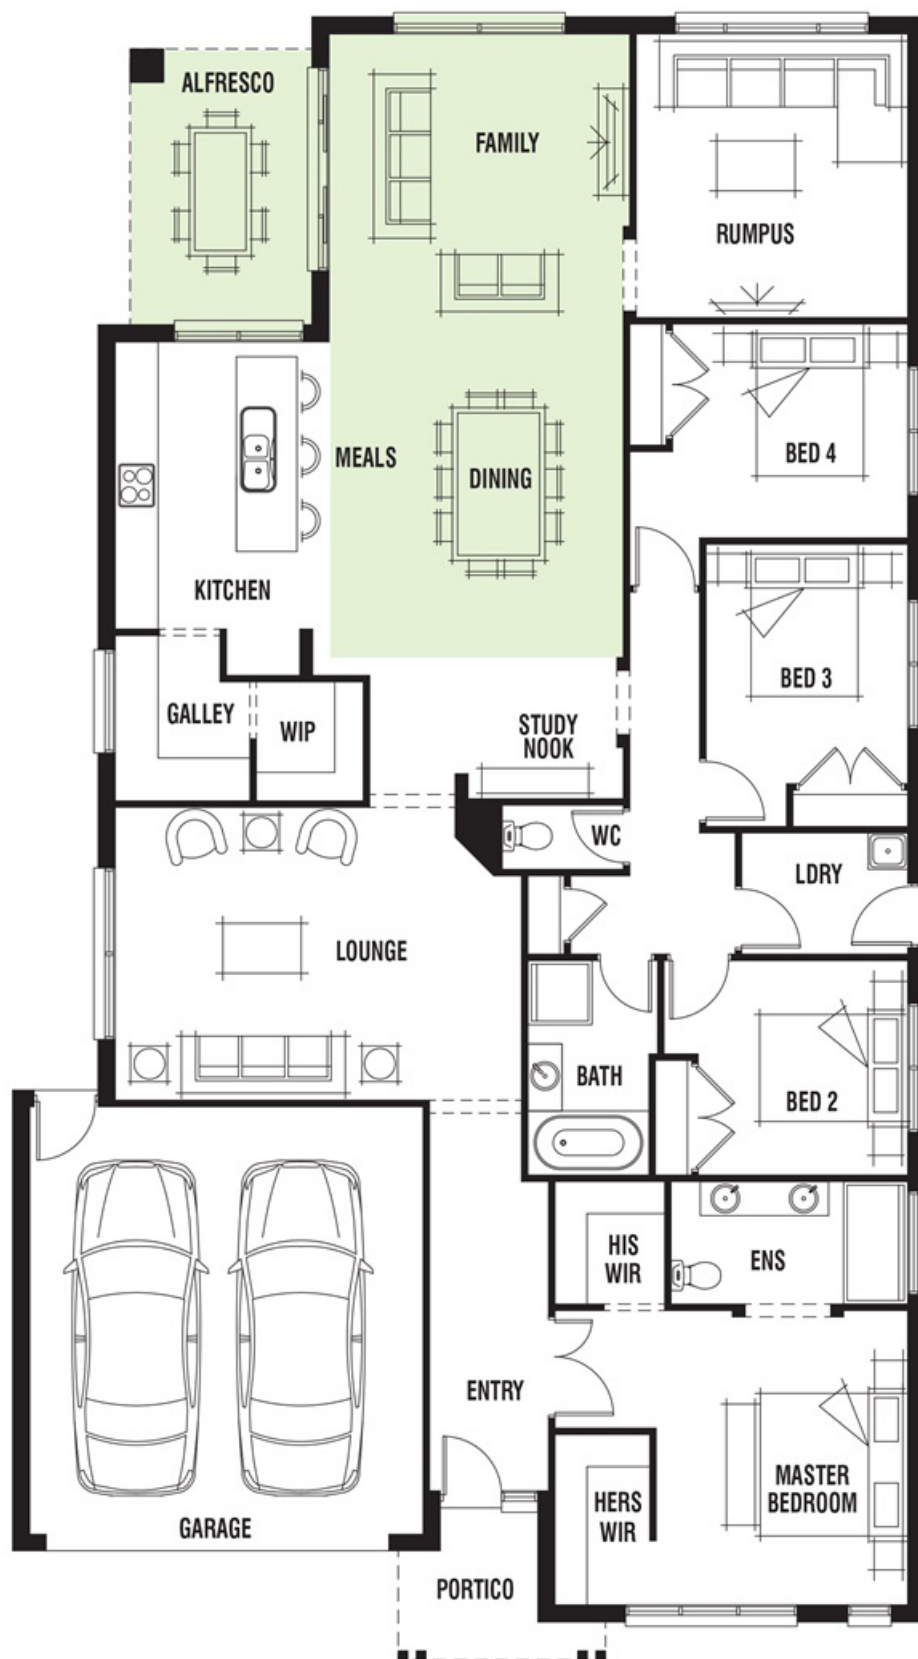 ALFRESCO
FAMILY
RUMPUS
BED 4
MEALS
DINING
KITCHEN
BED 3
GALLEY
WIP
STUDY
NOOK
WC
LDRY
LOUNGE
BATH
BED 2
HIS
WIR
ENS
ENTRY
MASTER
BEDROOM
HERS
WIR
GARAGE
PORTICO